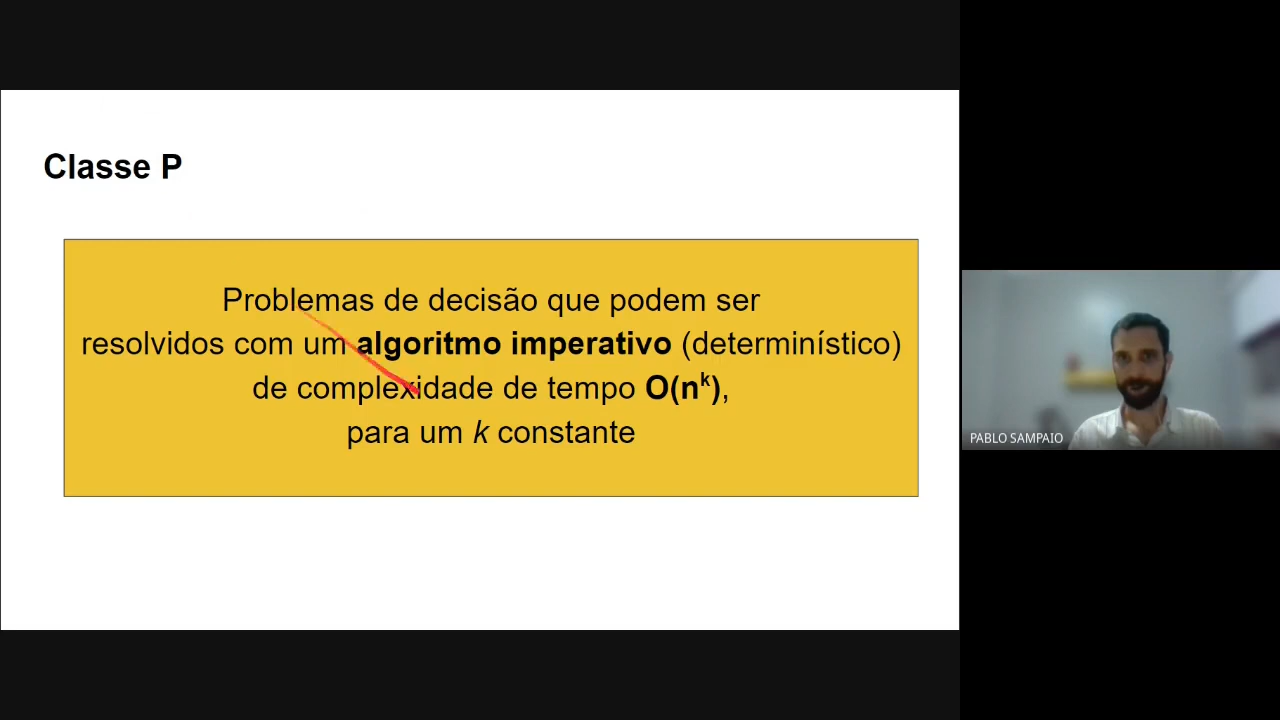 Classe P
Problemas de decisão que podem ser
resolvidos com um algoritmo imperativo (determinístico)
de complexidade de tempo O(nᵏ),
para um k constante
PABLO SAMPAIO